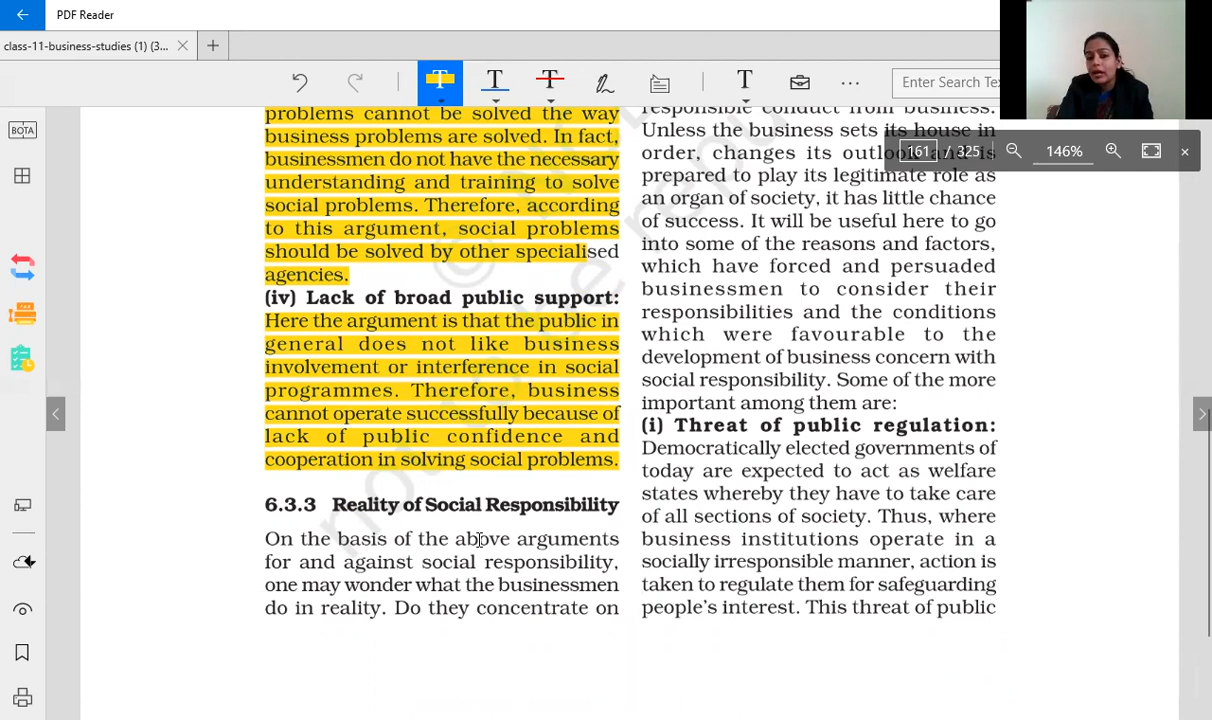 PDF Reader
class-11-business-studies (1) (3...
Enter Search Te
BOTA
161 / 325
146%
problems cannot be solved the way
business problems are solved. In fact,
businessmen do not have the necessary
understanding and training to solve
social problems. Therefore, according
to this argument, social problems
should be solved by other specialised
agencies.
(iv) Lack of broad public support:
Here the argument is that the public in
general does not like business
involvement or interference in social
programmes. Therefore, business
cannot operate successfully because of
lack of public confidence and
cooperation in solving social problems.
6.3.3 Reality of Social Responsibility
On the basis of the above arguments
for and against social responsibility,
one may wonder what the businessmen
do in reality. Do they concentrate on
responsible conduct from business.
Unless the business sets its house in
order, changes its outlook and is
prepared to play its legitimate role as
an organ of society, it has little chance
of success. It will be useful here to go
into some of the reasons and factors,
which have forced and persuaded
businessmen to consider their
responsibilities and the conditions
which were favourable to the
development of business concern with
social responsibility. Some of the more
important among them are:
(i) Threat of public regulation:
Democratically elected governments of
today are expected to act as welfare
states whereby they have to take care
of all sections of society. Thus, where
business institutions operate in a
socially irresponsible manner, action is
taken to regulate them for safeguarding
people's interest. This threat of public